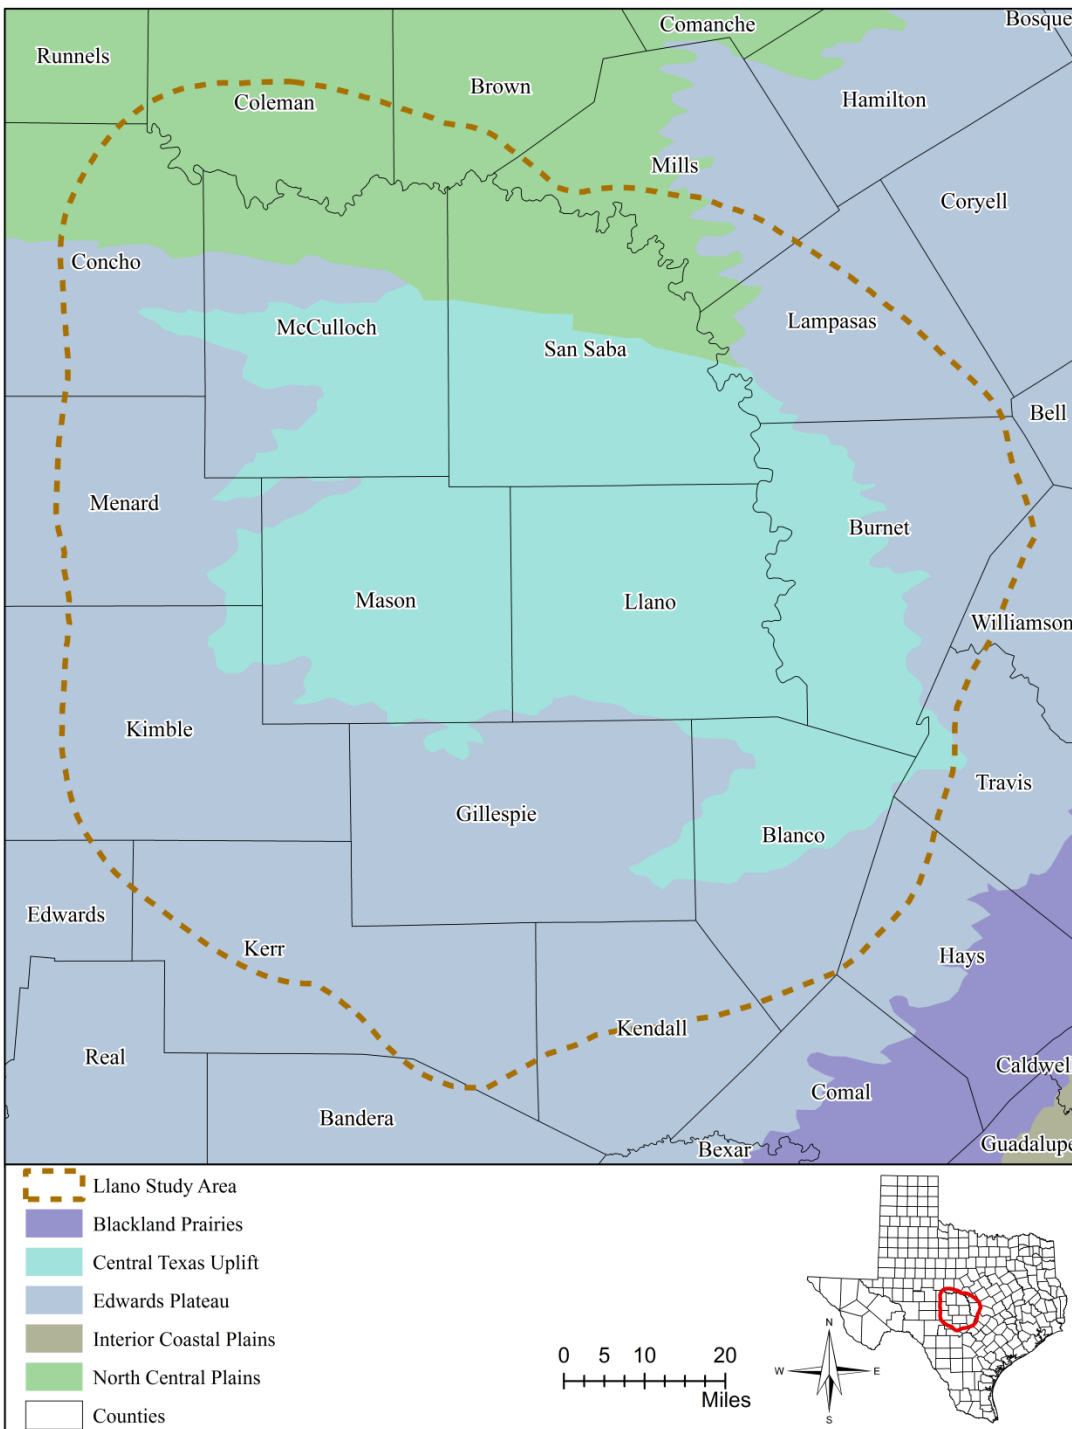 Bosque
Comanche
Runnels
Brown
Coleman
Hamilton
Mills
Coryell
Concho
McCulloch
Lampasas
San Saba
Bell
Menard
Burnet
Mason
Llano
Williamson
Kimble
Travis
Gillespie
Blanco
Edwards
Kerr
Hays
Kendall
Real
Caldwell
Comal
Bandera
Bexar
Guadalupe
Llano Study Area
Blackland Prairies
Central Texas Uplift
Edwards Plateau
Interior Coastal Plains
North Central Plains
Counties
0 5 10 20
Miles
N
W E
S